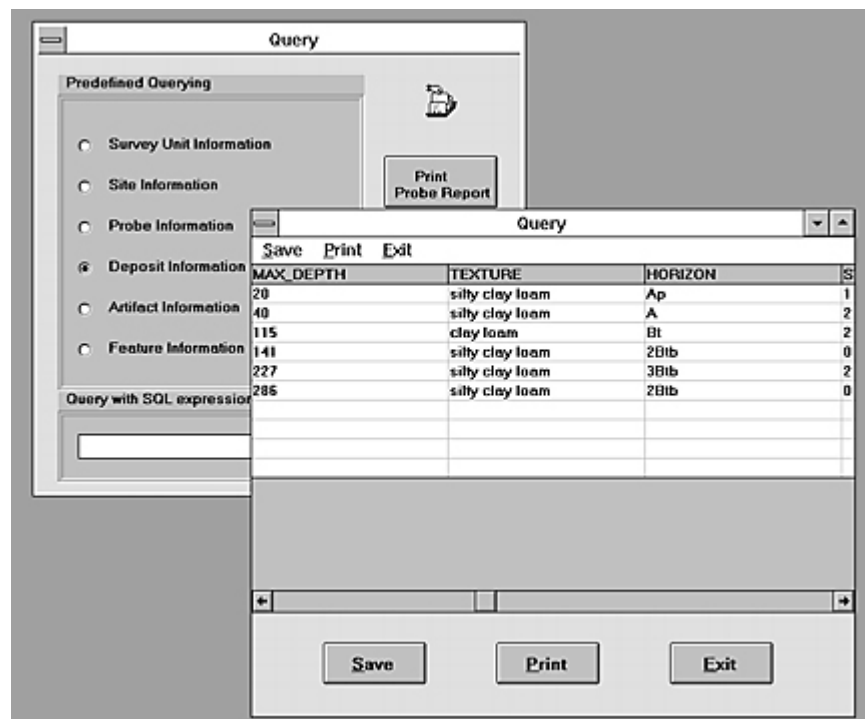 Query
Predefined Querying
Survey Unit Information
Site Information
Probe Information
Deposit Information
Artifact Information
Feature Information
Query with SQL expression
Print
Probe Report
Query
Save Print Exit
MAX_DEPTH TEXTURE HORIZON S
20 silty clay loam Ap 1
40 silty clay loam A 2
115 clay loam Bt 2
141 silty clay loam 2Btb 0
227 silty clay loam 3Btb 2
286 silty clay loam 2Btb 0
Save Print Exit